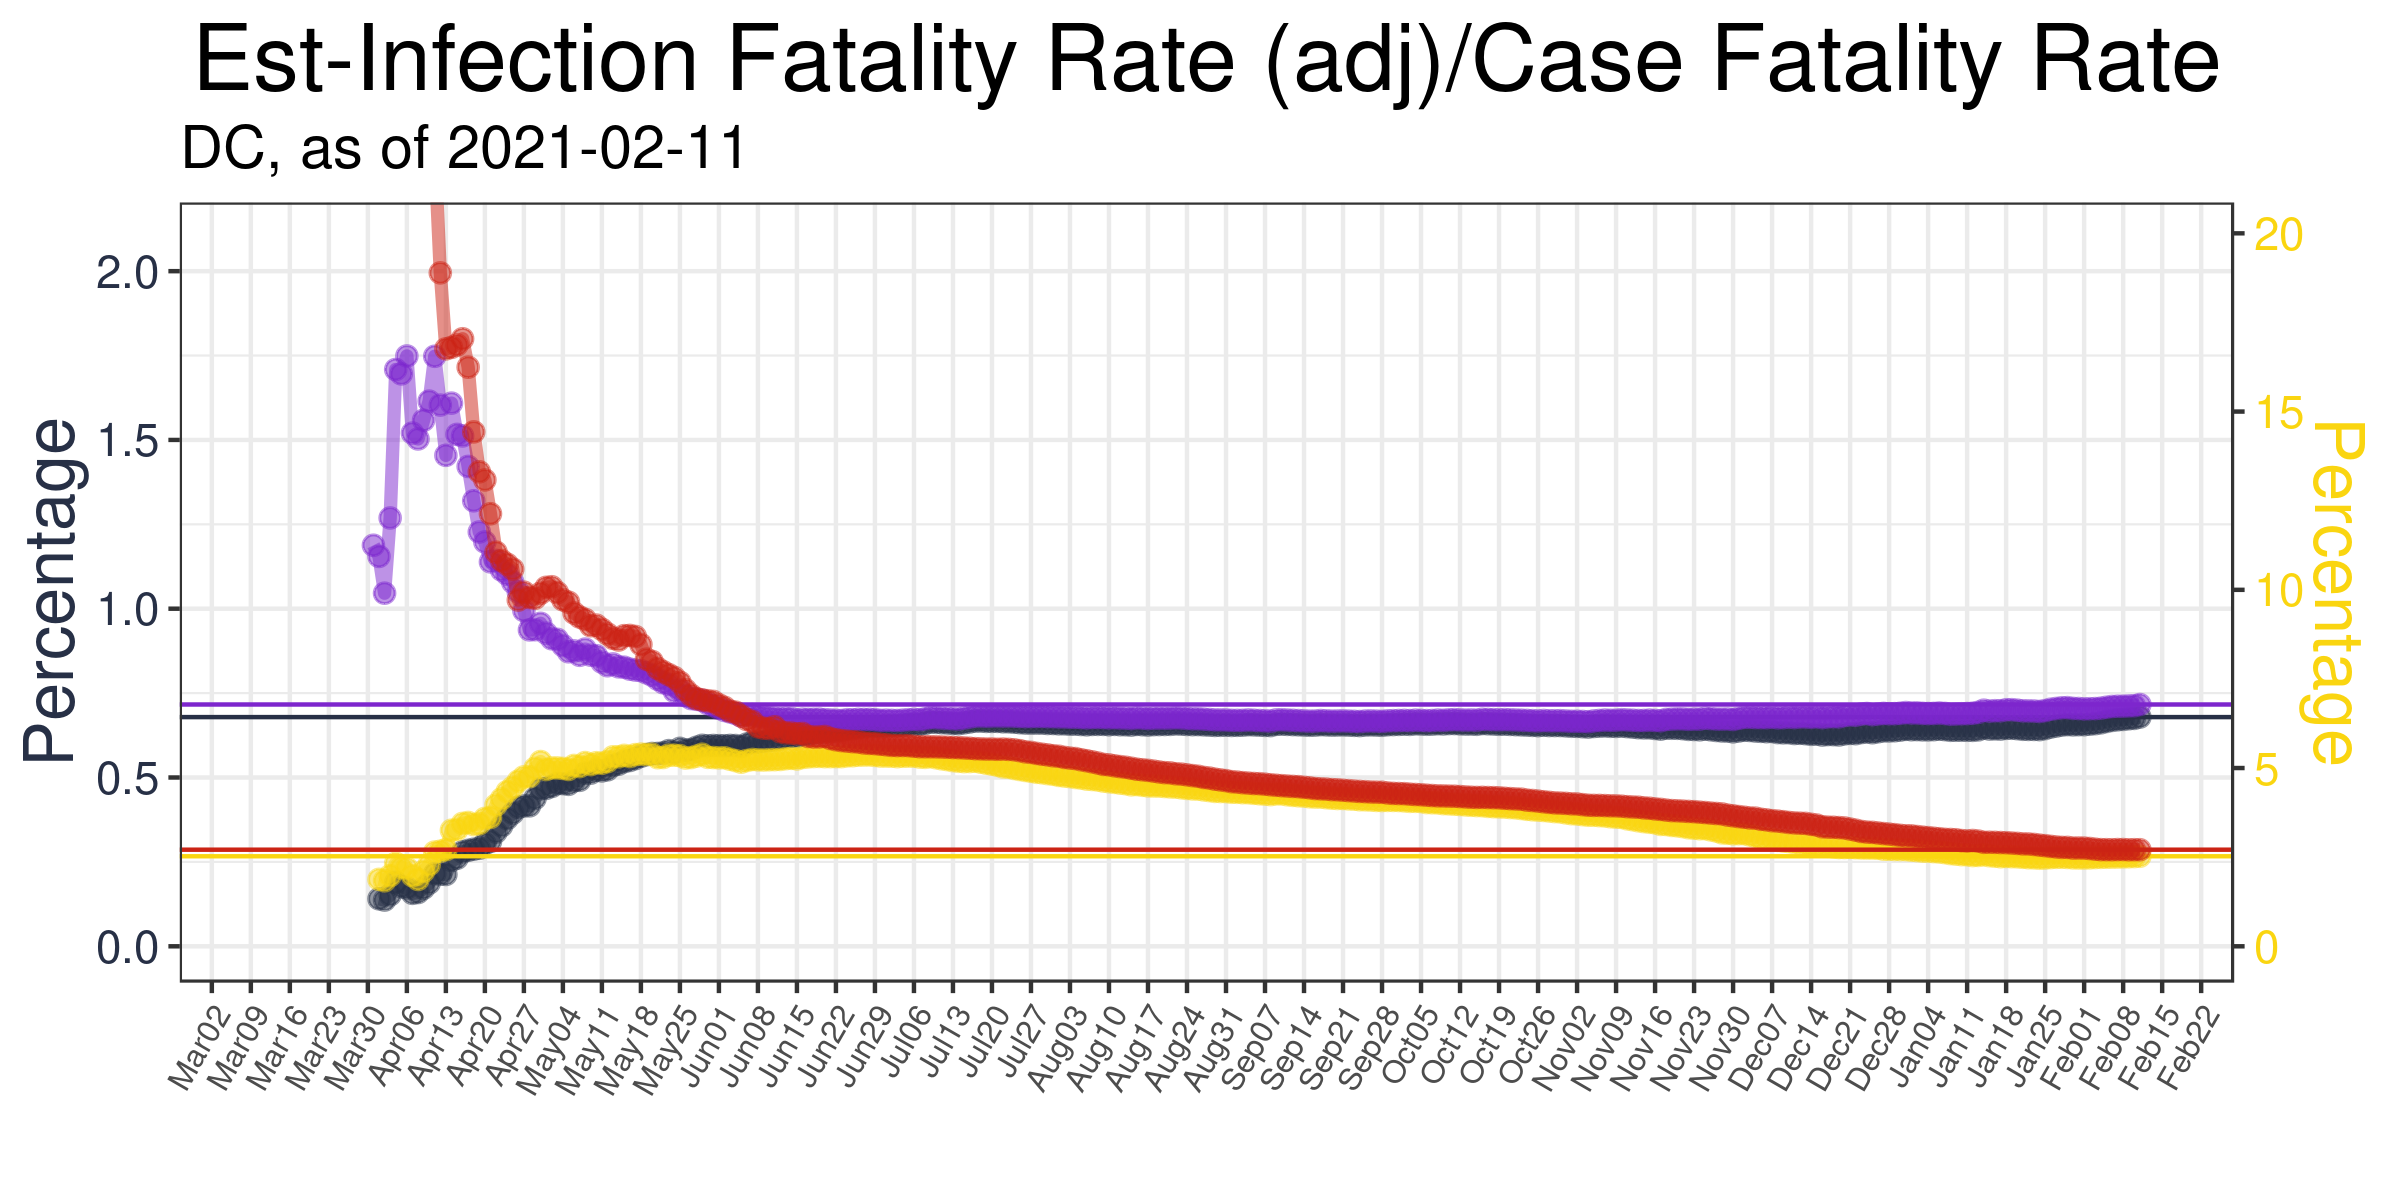 Est-Infection Fatality Rate (adj)/Case Fatality Rate
DC, as of 2021-02-11
Percentage
2.0
1.5
1.0
0.5
0.0
20
15
10
5
0
Percentage
Mar02
Mar09
Mar16
Mar23
Mar30
Apr06
Apr13
Apr20
Apr27
May04
May11
May18
May25
Jun01
Jun08
Jun15
Jun22
Jun29
Jul06
Jul13
Jul20
Jul27
Aug03
Aug10
Aug17
Aug24
Aug31
Sep07
Sep14
Sep21
Sep28
Oct05
Oct12
Oct19
Oct26
Nov02
Nov09
Nov16
Nov23
Nov30
Dec07
Dec14
Dec21
Dec28
Jan04
Jan11
Jan18
Jan25
Feb01
Feb08
Feb15
Feb22